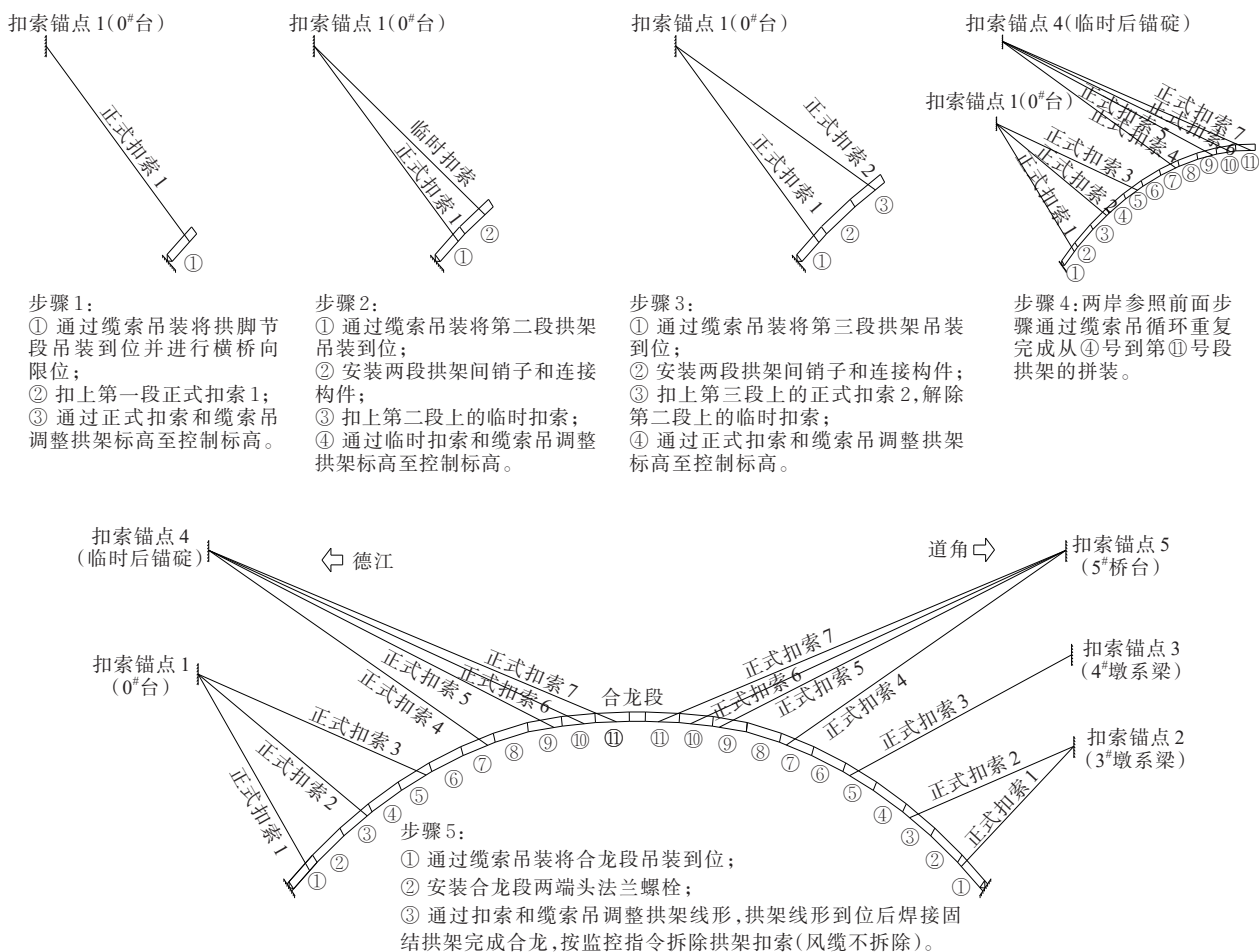 扣索锚点1(0#台)
正式扣索1
①
步骤1:
① 通过缆索吊装将拱脚节
段吊装到位并进行横桥向
限位;
② 扣上第一段正式扣索1;
③ 通过正式扣索和缆索吊
调整拱架标高至控制标高。
扣索锚点1(0#台)
临时扣索
正式扣索1
②
①
步骤2:
① 通过缆索吊装将第二段拱架
吊装到位;
② 安装两段拱架间销子和连接
构件;
③ 扣上第二段上的临时扣索;
④ 通过临时扣索和缆索吊调整
拱架标高至控制标高。
扣索锚点1(0#台)
正式扣索2
正式扣索1
③
②
①
步骤3:
① 通过缆索吊装将第三段拱架吊装
到位;
② 安装两段拱架间销子和连接构件;
③ 扣上第三段上的正式扣索2,解除
第二段上的临时扣索;
④ 通过正式扣索和缆索吊调整拱架
标高至控制标高。
扣索锚点4(临时后锚碇)
扣索锚点1(0#台)
正式扣索7
正式扣索6
正式扣索5
正式扣索4
正式扣索3
正式扣索2
正式扣索1
⑪
⑩
⑨
⑧
⑦
⑥
⑤
④
③
②
①
步骤4:两岸参照前面步
骤通过缆索吊循环重复
完成从④号到第⑪号段
拱架的拼装。
扣索锚点4
(临时后锚碇)
德江
道角
扣索锚点5
(5#桥台)
扣索锚点1
(0#台)
扣索锚点3
(4#墩系梁)
扣索锚点2
(3#墩系梁)
正式扣索7
正式扣索6
正式扣索5
正式扣索4
正式扣索3
正式扣索2
正式扣索1
合龙段
正式扣索7
正式扣索6
正式扣索5
正式扣索4
正式扣索3
正式扣索2
正式扣索1
① ② ③ ④ ⑤ ⑥ ⑦ ⑧ ⑨ ⑩ ⑪ ⑪ ⑩ ⑨ ⑧ ⑦ ⑥ ⑤ ④ ③ ② ①
步骤5:
① 通过缆索吊装将合龙段吊装到位;
② 安装合龙段两端头法兰螺栓;
③ 通过扣索和缆索吊调整拱架线形,拱架线形到位后焊接固
结拱架完成合龙,按监控指令拆除拱架扣索(风缆不拆除)。